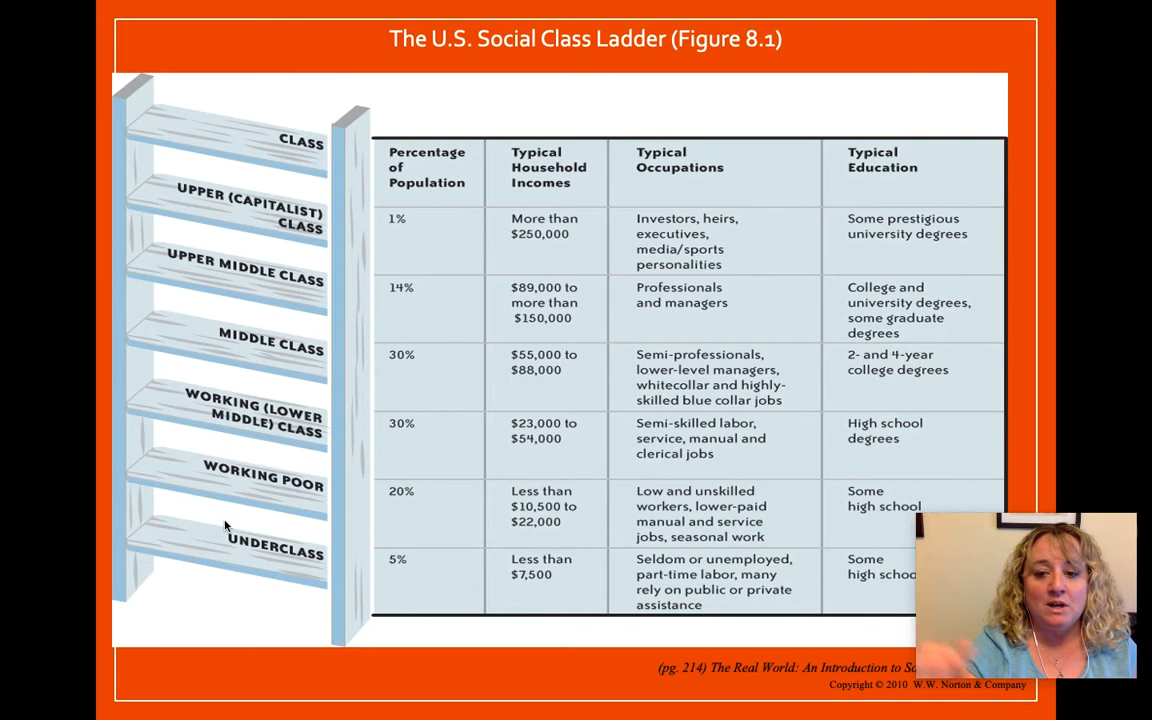 The U.S. Social Class Ladder (Figure 8.1)
CLASS
UPPER (CAPITALIST)
CLASS
UPPER MIDDLE CLASS
MIDDLE CLASS
WORKING (LOWER
MIDDLE) CLASS
WORKING POOR
UNDERCLASS
Percentage
of
Population
Typical
Household
Incomes
Typical
Occupations
Typical
Education
1%
More than
$250,000
Investors, heirs,
executives,
media/sports
personalities
Some prestigious
university degrees
14%
$89,000 to
more than
$150,000
Professionals
and managers
College and
university degrees,
some graduate
degrees
30%
$55,000 to
$88,000
Semi-professionals,
lower-level managers,
whitecollar and highly-
skilled blue collar jobs
2- and 4-year
college degrees
30%
$23,000 to
$54,000
Semi-skilled labor,
service, manual and
clerical jobs
High school
degrees
20%
Less than
$10,500 to
$22,000
Low and unskilled
workers, lower-paid
manual and service
jobs, seasonal work
Some
high school
5%
Less than
$7,500
Seldom or unemployed,
part-time labor, many
rely on public or private
assistance
Some
high
(pg. 214) The Real World: An Introduction to
Copyright © 2010 W.W. Norton & Company